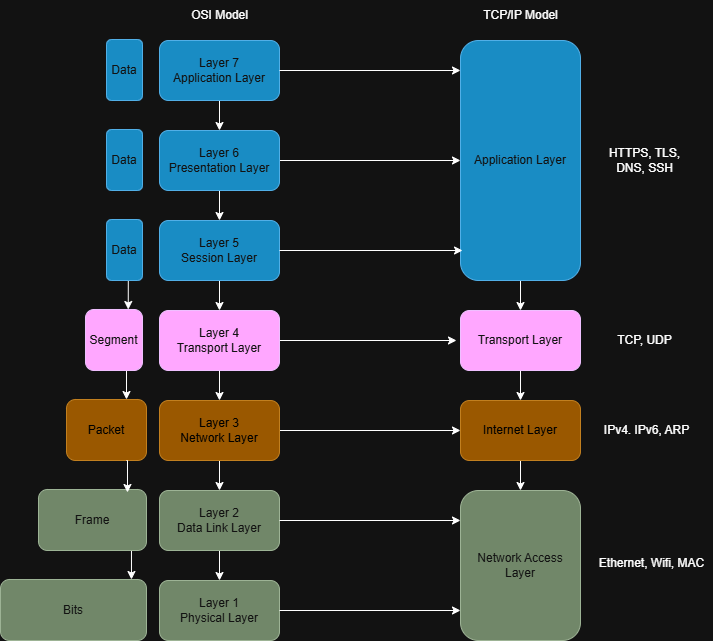 OSI Model
TCP/IP Model
Data
Layer 7
Application Layer
Data
Layer 6
Presentation Layer
Application Layer
HTTPS, TLS,
DNS, SSH
Data
Layer 5
Session Layer
Segment
Layer 4
Transport Layer
Transport Layer
TCP, UDP
Packet
Layer 3
Network Layer
Internet Layer
IPv4. IPv6, ARP
Frame
Layer 2
Data Link Layer
Network Access
Layer
Ethernet, Wifi, MAC
Bits
Layer 1
Physical Layer